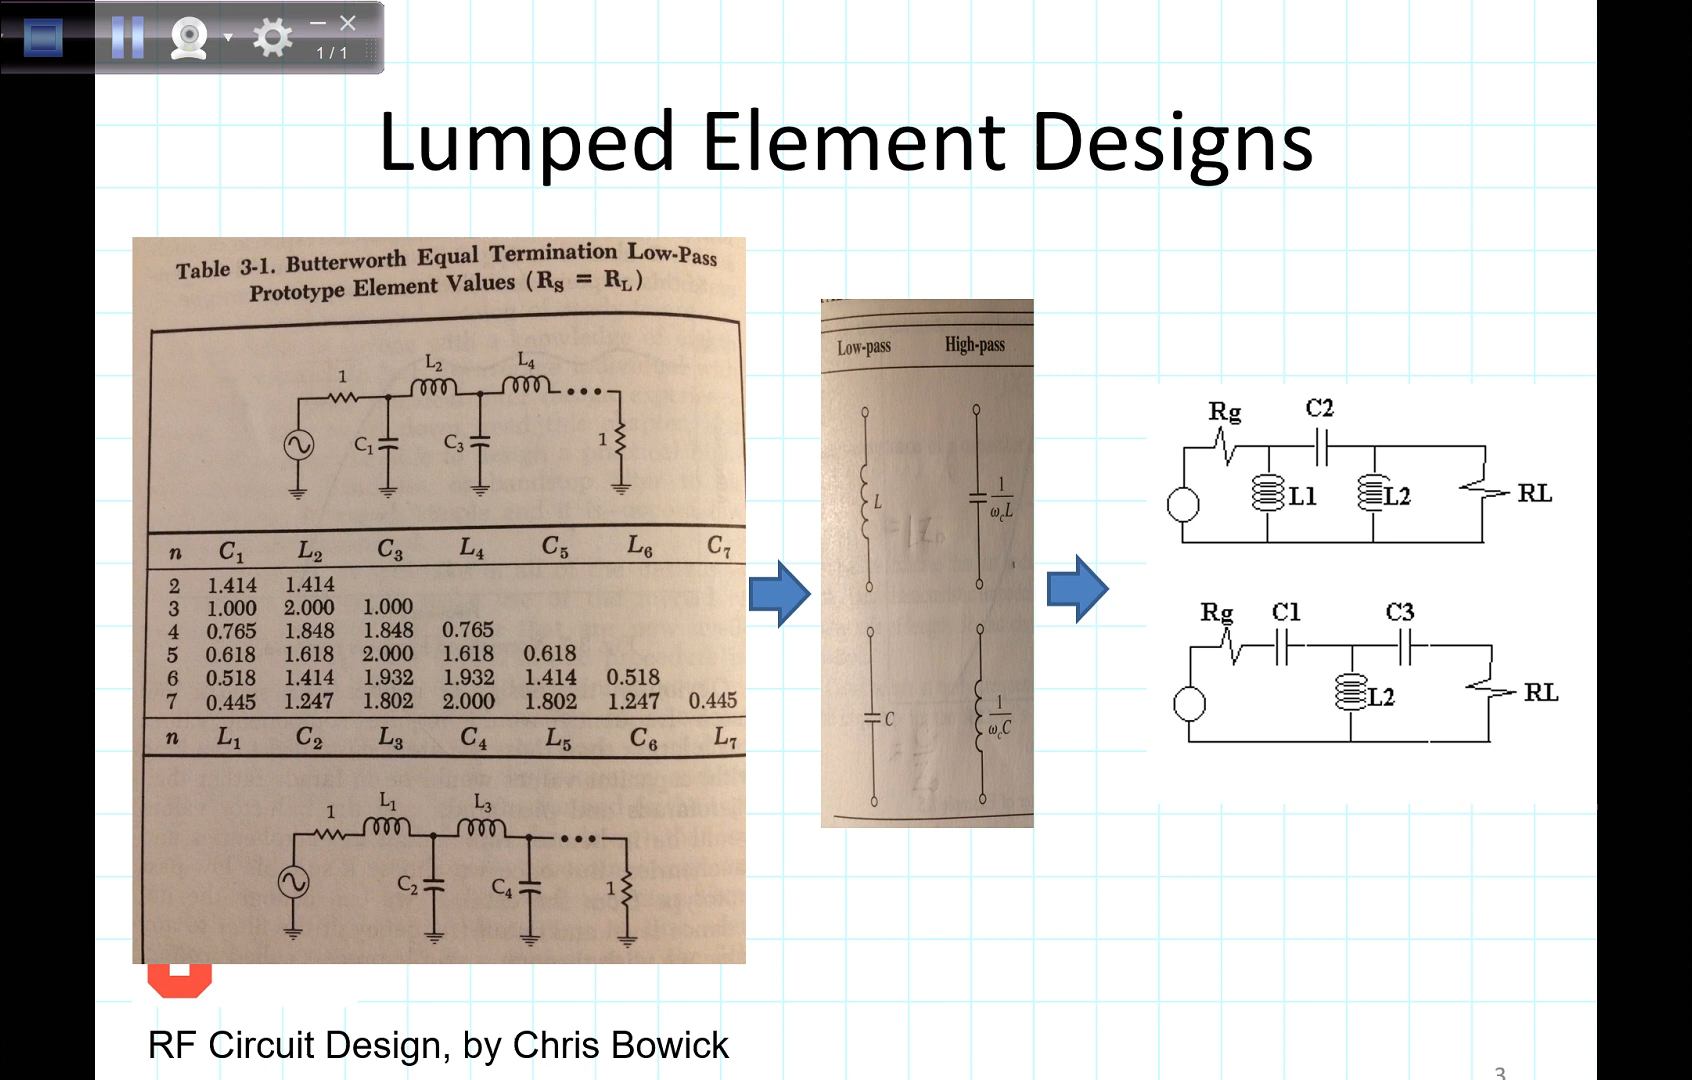 1/1
Lumped Element Designs
Table 3-1. Butterworth Equal Termination Low-Pass
Prototype Element Values (R_S = R_L)
L₂ L₄
1
C₁ C₃ 1
n C₁ L₂ C₃ L₄ C₅ L₆ C₇
2 1.414 1.414
3 1.000 2.000 1.000
4 0.765 1.848 1.848 0.765
5 0.618 1.618 2.000 1.618 0.618
6 0.518 1.414 1.932 1.932 1.414 0.518
7 0.445 1.247 1.802 2.000 1.802 1.247 0.445
n L₁ C₂ L₃ C₄ L₅ C₆ L₇
1 L₁ L₃
C₂ C₄ 1
Low-pass High-pass
L
1
ω_cL
C
1
ω_cC
Rg C2
L1 L2 RL
Rg C1 C3
L2 RL
RF Circuit Design, by Chris Bowick
3